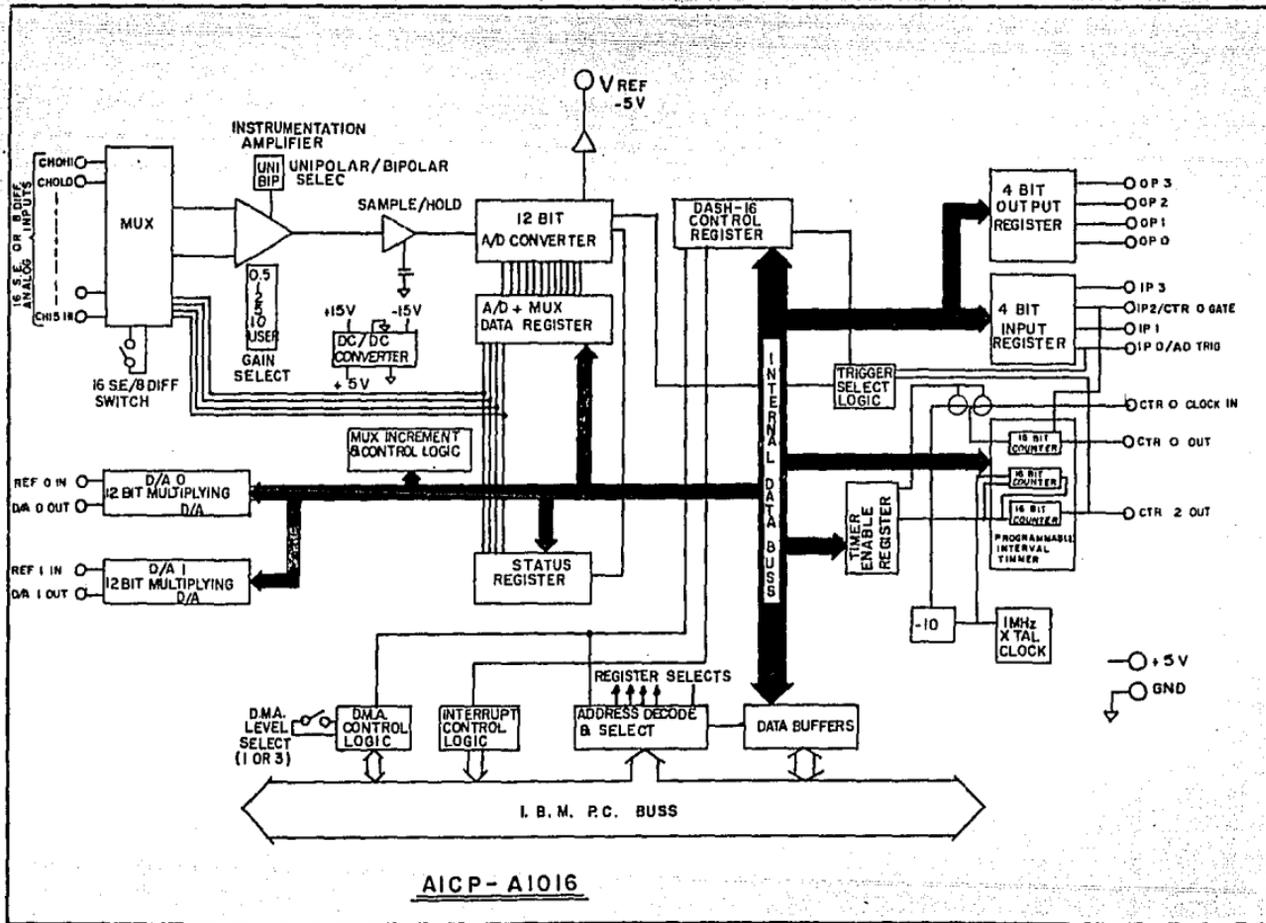 VREF
-5V
INSTRUMENTATION
AMPLIFIER
UNI
BIP
UNIPOLAR/BIPOLAR
SELEC
16 S.E. OR 8 DIFF.
ANALOG INPUTS
CHOHI
CHOLO
CH15 IN
MUX
SAMPLE/HOLD
12 BIT
A/D CONVERTER
DASH-16
CONTROL
REGISTER
4 BIT
OUTPUT
REGISTER
OP 3
OP 2
OP 1
OP 0
0.5
1
2
5
10
USER
GAIN
SELECT
+15V
-15V
DC/DC
CONVERTER
+5V
A/D + MUX
DATA REGISTER
4 BIT
INPUT
REGISTER
IP 3
IP2/CTR 0 GATE
IP 1
IP 0/AD TRIG
16 S.E/8 DIFF
SWITCH
TRIGGER
SELECT
LOGIC
INTERNAL DATA BUSS
CTR 0 CLOCK IN
CTR 0 OUT
CTR 2 OUT
16 BIT
COUNTER
16 BIT
COUNTER
16 BIT
COUNTER
PROGRAMMABLE
INTERVAL
TIMMER
MUX INCREMENT
& CONTROL LOGIC
REF 0 IN
D/A 0 OUT
D/A 0
12 BIT MULTIPLYING
D/A
TIMER
ENABLE
REGISTER
REF 1 IN
D/A 1 OUT
D/A 1
12 BIT MULTIPLYING
D/A
STATUS
REGISTER
-10
1MHz
XTAL
CLOCK
+5V
GND
REGISTER SELECTS
D.M.A.
LEVEL
SELECT
(1 OR 3)
D.M.A.
CONTROL
LOGIC
INTERRUPT
CONTROL
LOGIC
ADDRESS DECODE
& SELECT
DATA BUFFERS
I.B.M. P.C. BUSS
AICP-A1016